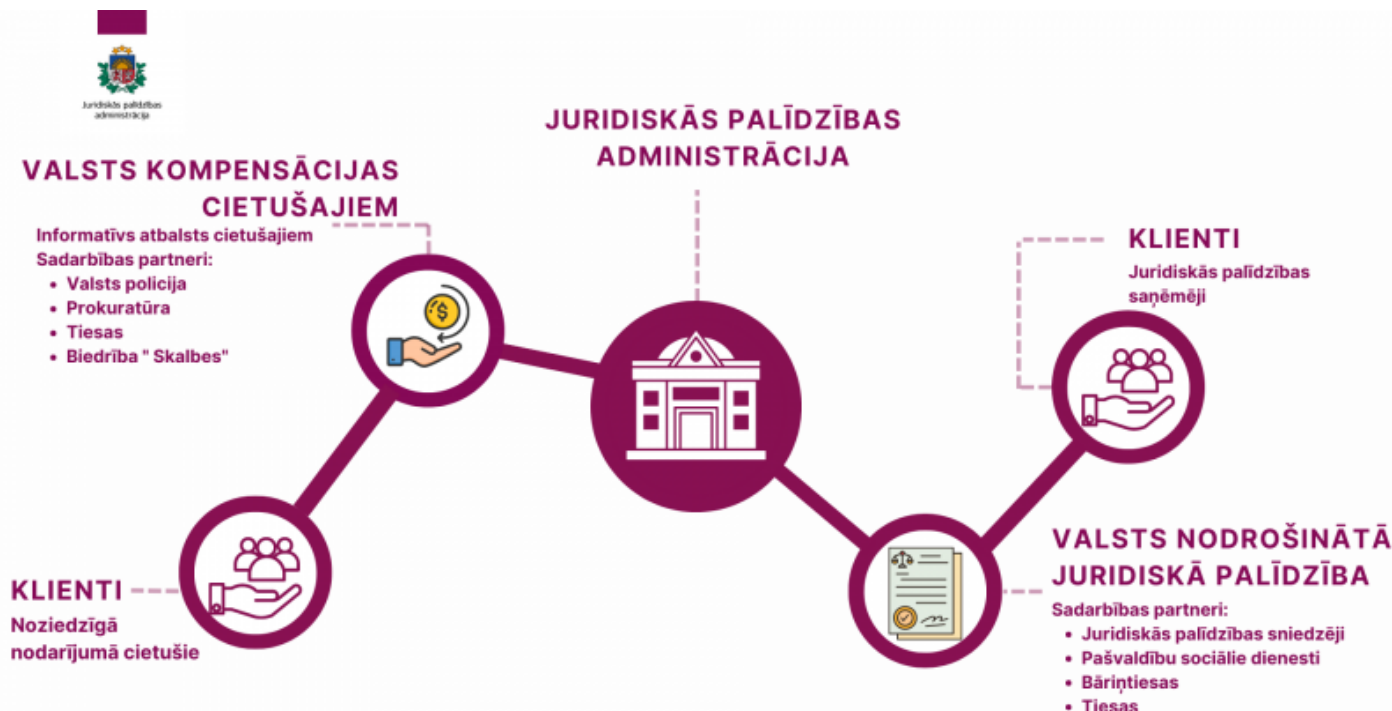 Juridiskās palīdzības
administrācija
JURIDISKĀS PALĪDZĪBAS
ADMINISTRĀCIJA
VALSTS KOMPENSĀCIJAS
CIETUŠAJIEM
Informatīvs atbalsts cietušajiem
Sadarbības partneri:
• Valsts policija
• Prokuratūra
• Tiesas
• Biedrība " Skalbes"
KLIENTI
Juridiskās palīdzības
saņēmēji
KLIENTI
Noziedzīgā
nodarījumā cietušie
VALSTS NODROŠINĀTĀ
JURIDISKĀ PALĪDZĪBA
Sadarbības partneri:
• Juridiskās palīdzības sniedzēji
• Pašvaldību sociālie dienesti
• Bāriņtiesas
• Tiesas